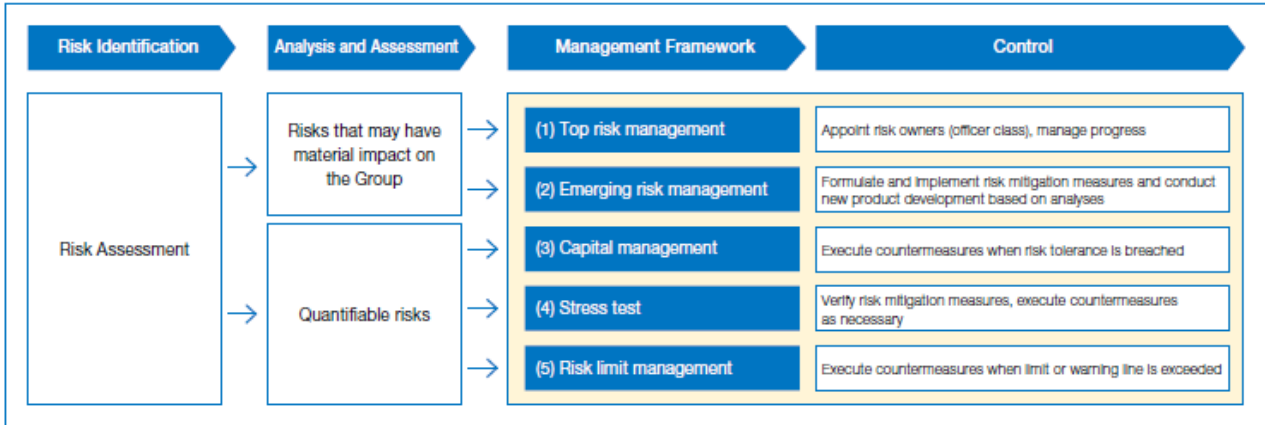 Risk Identification
Analysis and Assessment
Management Framework
Control
Risk Assessment
Risks that may have
material impact on
the Group
Quantifiable risks
(1) Top risk management
Appoint risk owners (officer class), manage progress
(2) Emerging risk management
Formulate and implement risk mitigation measures and conduct
new product development based on analyses
(3) Capital management
Execute countermeasures when risk tolerance is breached
(4) Stress test
Verify risk mitigation measures, execute countermeasures
as necessary
(5) Risk limit management
Execute countermeasures when limit or warning line is exceeded